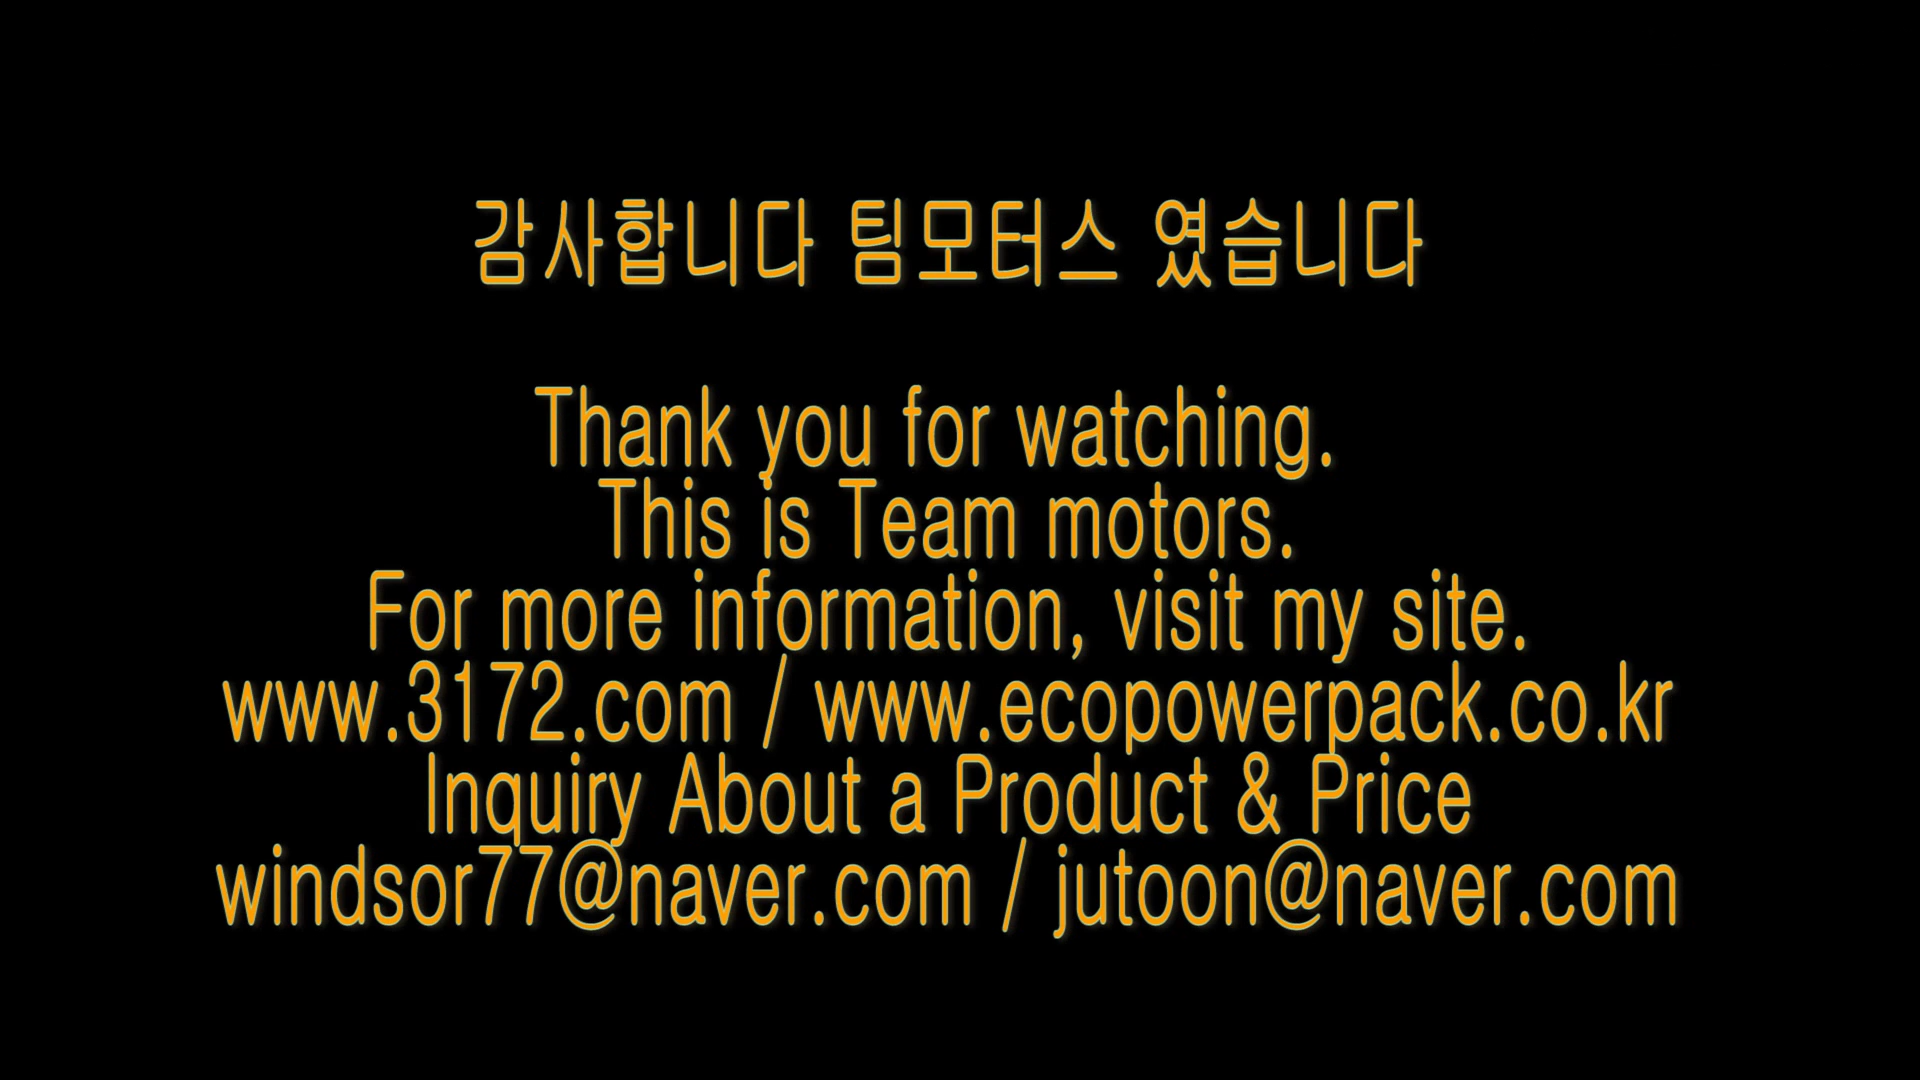 감사합니다 팀모터스 였습니다
Thank you for watching.
This is Team motors.
For more information, visit my site.
www.3172.com / www.ecopowerpack.co.kr
Inquiry About a Product & Price
windsor77@naver.com / jutoon@naver.com